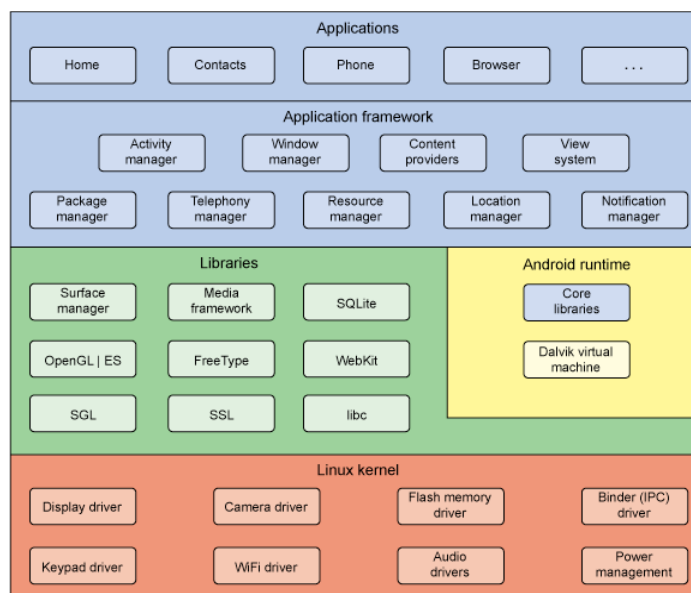 Applications
Home
Contacts
Phone
Browser
...
Application framework
Activity
manager
Window
manager
Content
providers
View
system
Package
manager
Telephony
manager
Resource
manager
Location
manager
Notification
manager
Libraries
Surface
manager
Media
framework
SQLite
OpenGL | ES
FreeType
WebKit
SGL
SSL
libc
Android runtime
Core
libraries
Dalvik virtual
machine
Linux kernel
Display driver
Camera driver
Flash memory
driver
Binder (IPC)
driver
Keypad driver
WiFi driver
Audio
drivers
Power
management